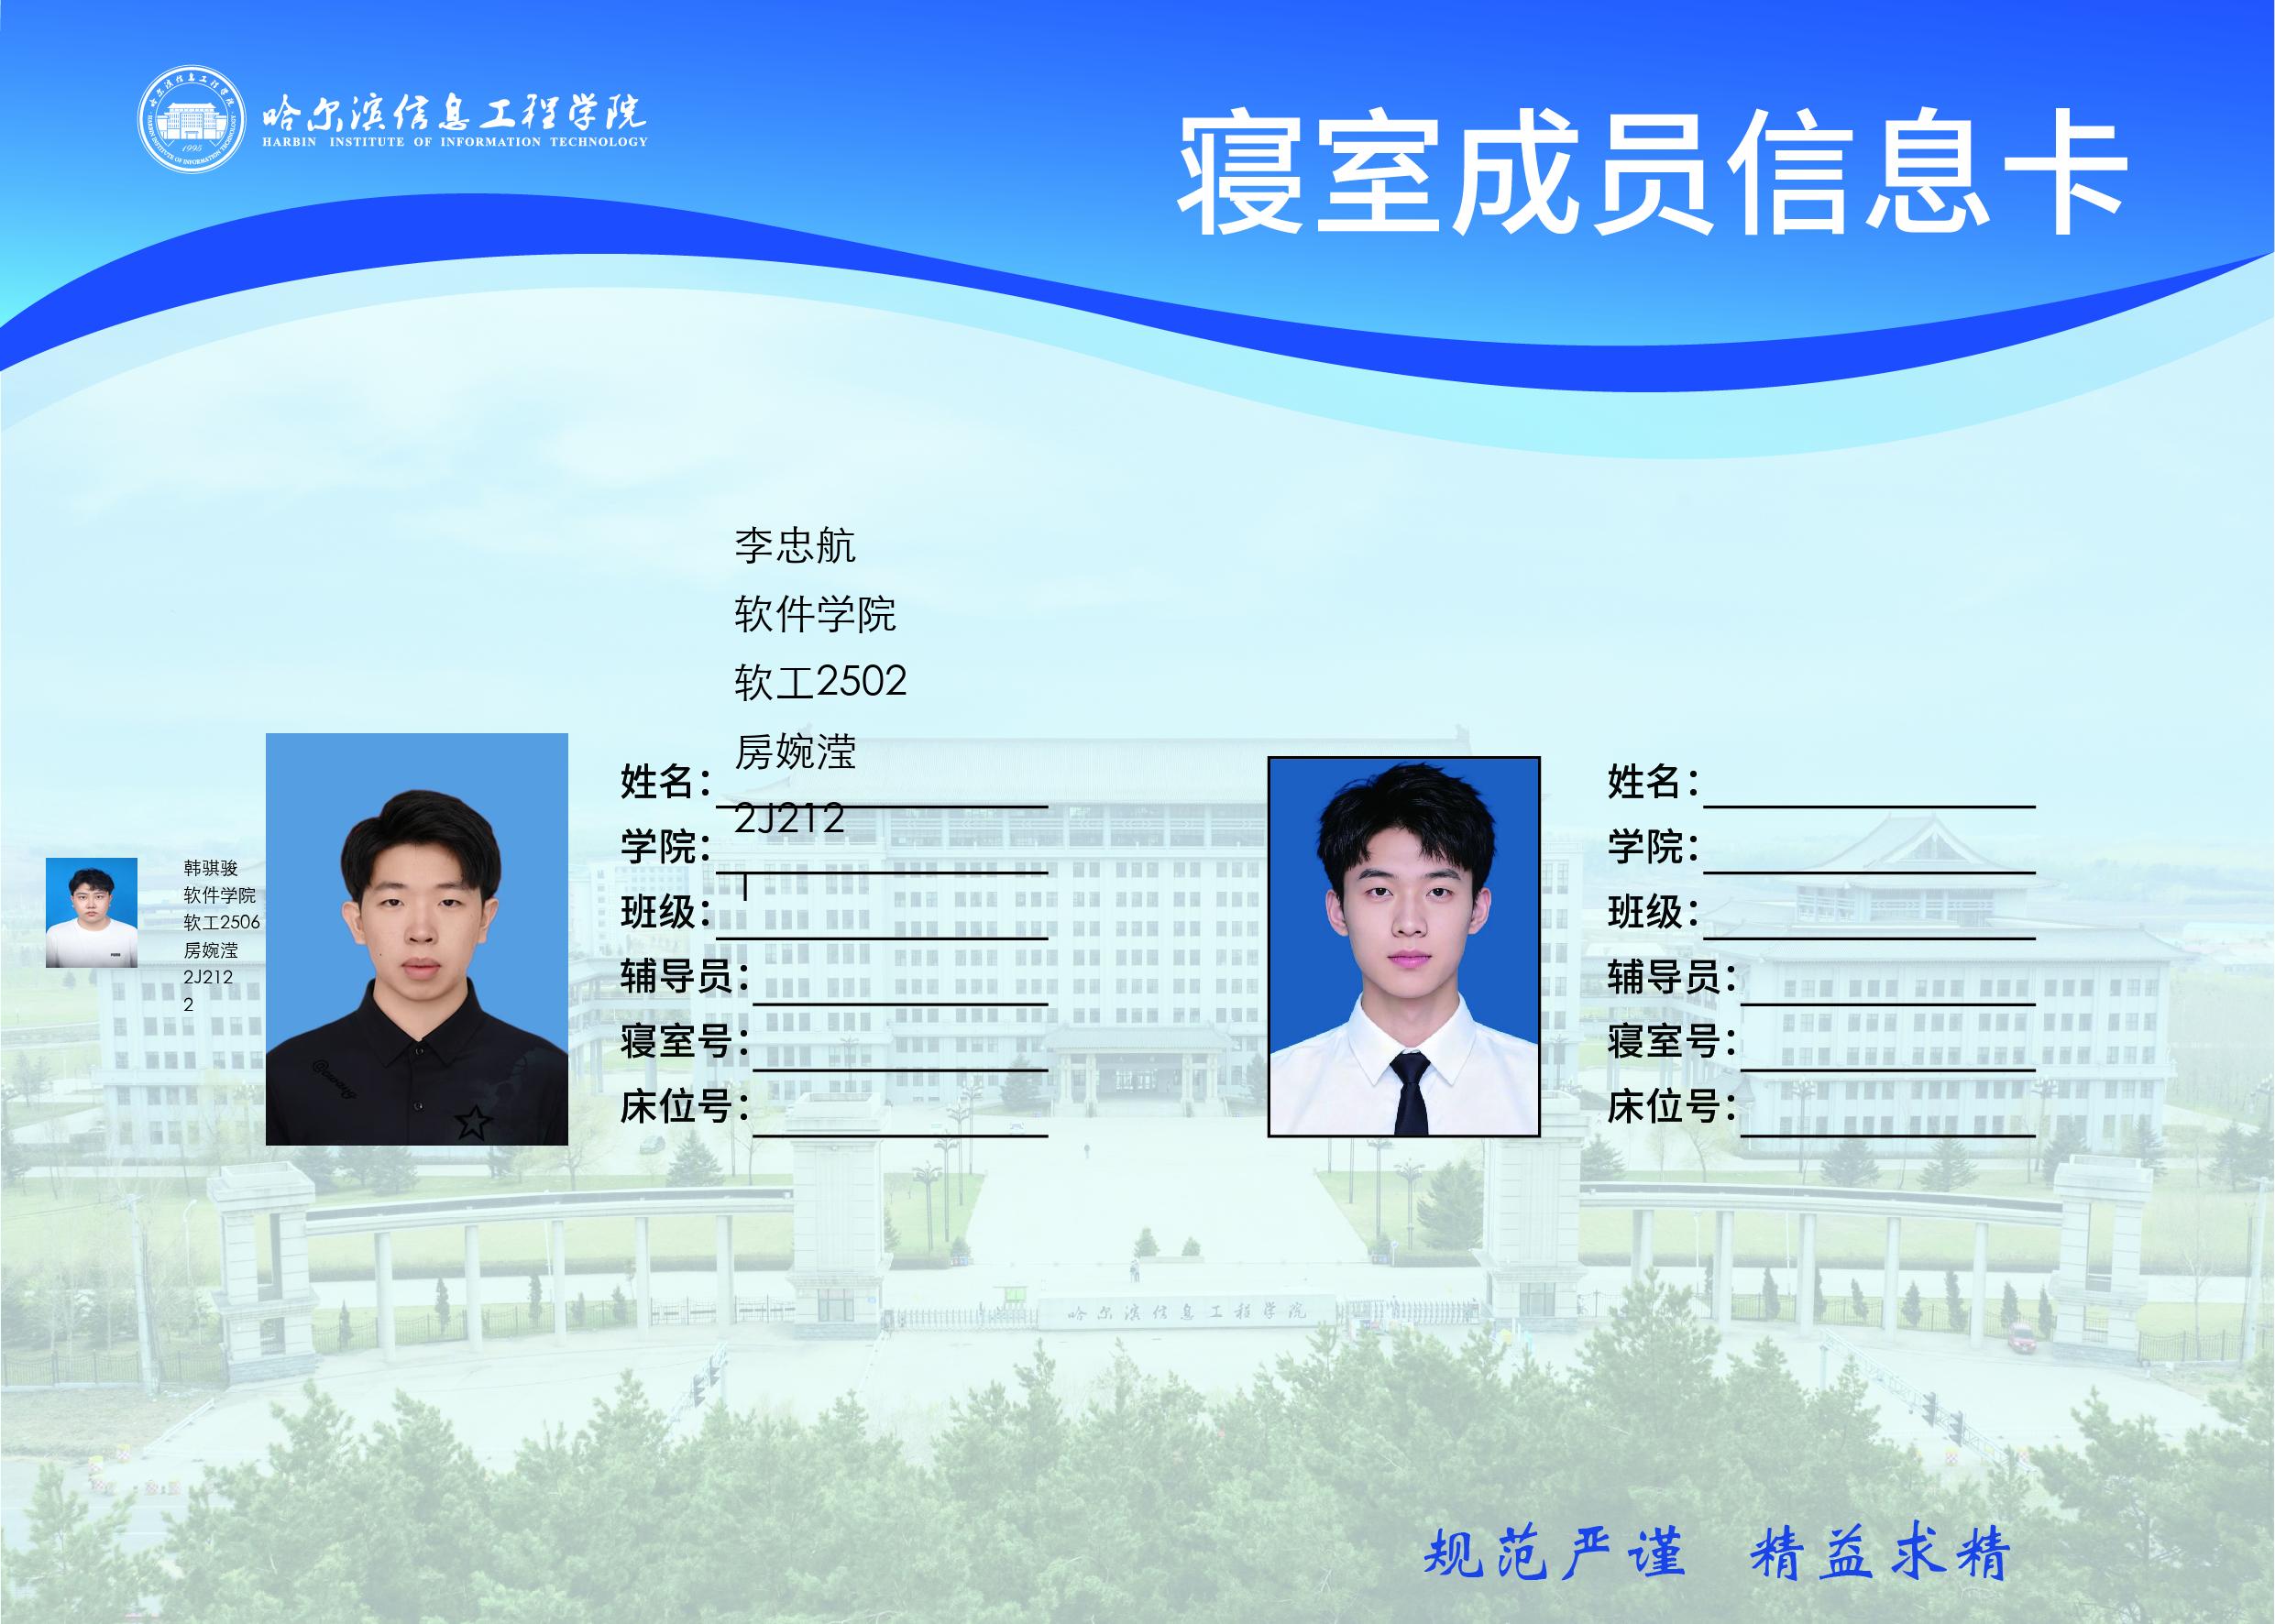 哈尔滨信息工程学院
HARBIN INSTITUTE OF INFORMATION TECHNOLOGY
1995
寝室成员信息卡
李忠航
软件学院
软工2502
房婉滢
2J212
1
韩骐骏
软件学院
软工2506
房婉滢
2J212
2
姓名：
学院：
班级：
辅导员：
寝室号：
床位号：
姓名：
学院：
班级：
辅导员：
寝室号：
床位号：
哈尔滨信息工程学院
规范严谨 精益求精